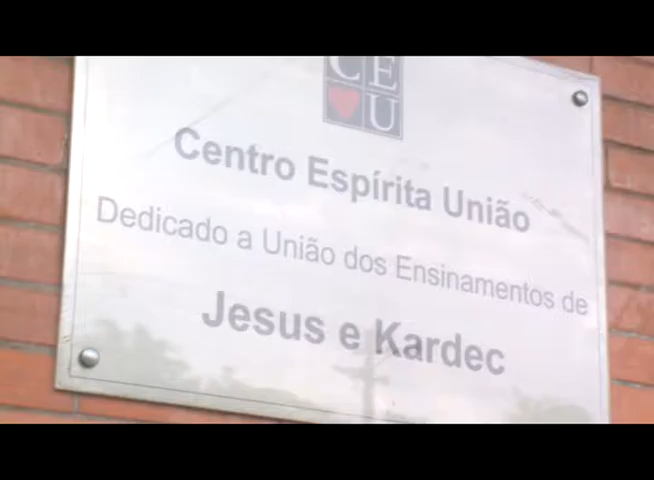 CE
U
Centro Espírita União
Dedicado a União dos Ensinamentos de
Jesus e Kardec